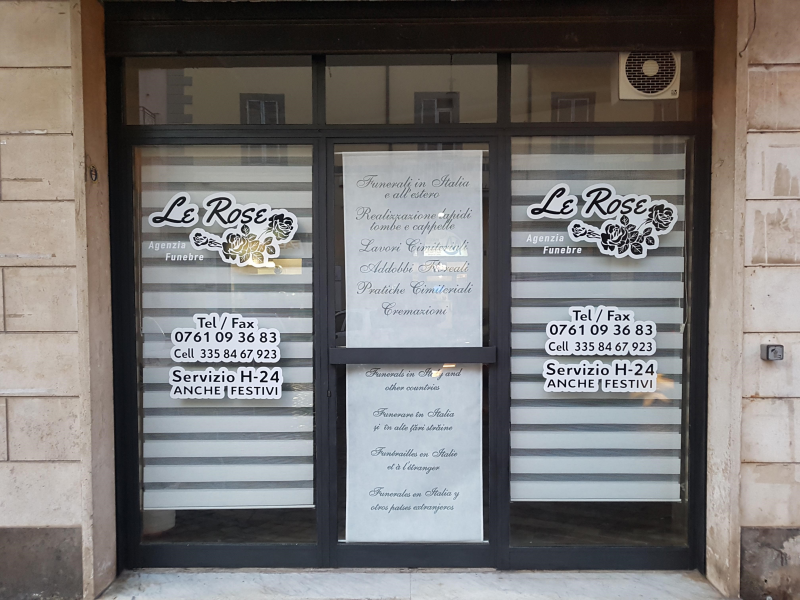 Le Rose
Agenzia
Funebre
Tel / Fax
0761 09 36 83
Cell 335 84 67 923
Servizio H-24
ANCHE FESTIVI
Funerali in Italia
e all'estero
Realizzazione lapidi
tombe e cappelle
Lavori Cimiteriali
Addobbi Floreali
Pratiche Cimiteriali
Cremazioni
Funerals in Italy and
other countries
Funerare în Italia
și în alte țări străine
Funérailles en Italie
et à l'étranger
Funerales en Italia y
otros países extranjeros
Le Rose
Agenzia
Funebre
Tel / Fax
0761 09 36 83
Cell 335 84 67 923
Servizio H-24
ANCHE FESTIVI